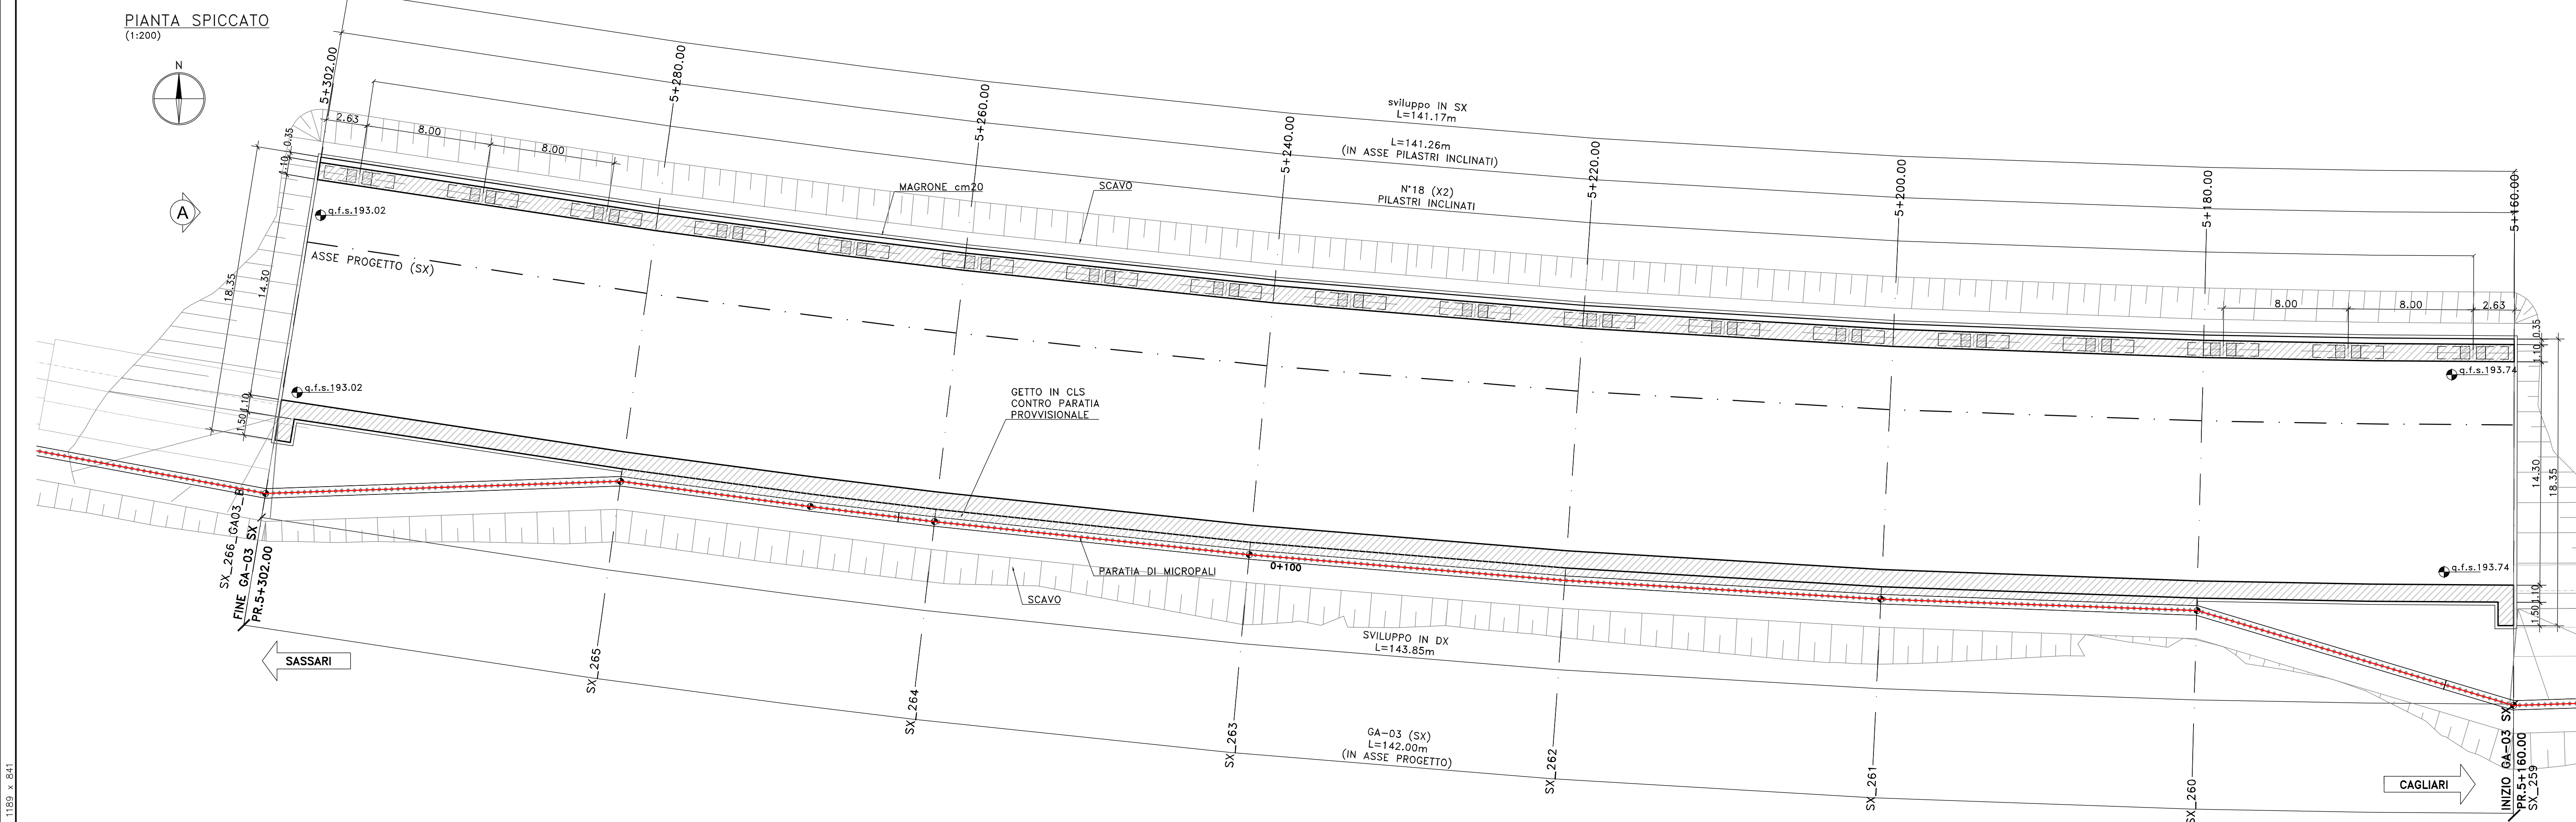 PIANTA SPICCATO
(1:200)
N
A
5+302.00
5+280.00
5+260.00
5+240.00
5+220.00
5+200.00
5+180.00
5+160.00
sviluppo IN SX
L=141.17m
L=141.26m
(IN ASSE PILASTRI INCLINATI)
N°18 (X2)
PILASTRI INCLINATI
2.63
8.00
8.00
0.35
1.10
MAGRONE cm20
SCAVO
8.00
8.00
2.63
0.35
1.10
q.f.s.193.02
ASSE PROGETTO (SX)
18.35
14.30
q.f.s.193.02
1.10
1.50
GETTO IN CLS
CONTRO PARATIA
PROVVISIONALE
q.f.s.193.74
14.30
18.35
q.f.s.193.74
1.10
1.50
PARATIA DI MICROPALI
0+100
SCAVO
SX_266_GA03_B
FINE GA-03 SX
PR.5+302.00
SASSARI
SVILUPPO IN DX
L=143.85m
SX_265
SX_264
SX_263
SX_262
SX_261
SX_260
GA-03 (SX)
L=142.00m
(IN ASSE PROGETTO)
CAGLIARI
INIZIO GA-03 SX
PR.5+160.00
SX_259
1189 x 841